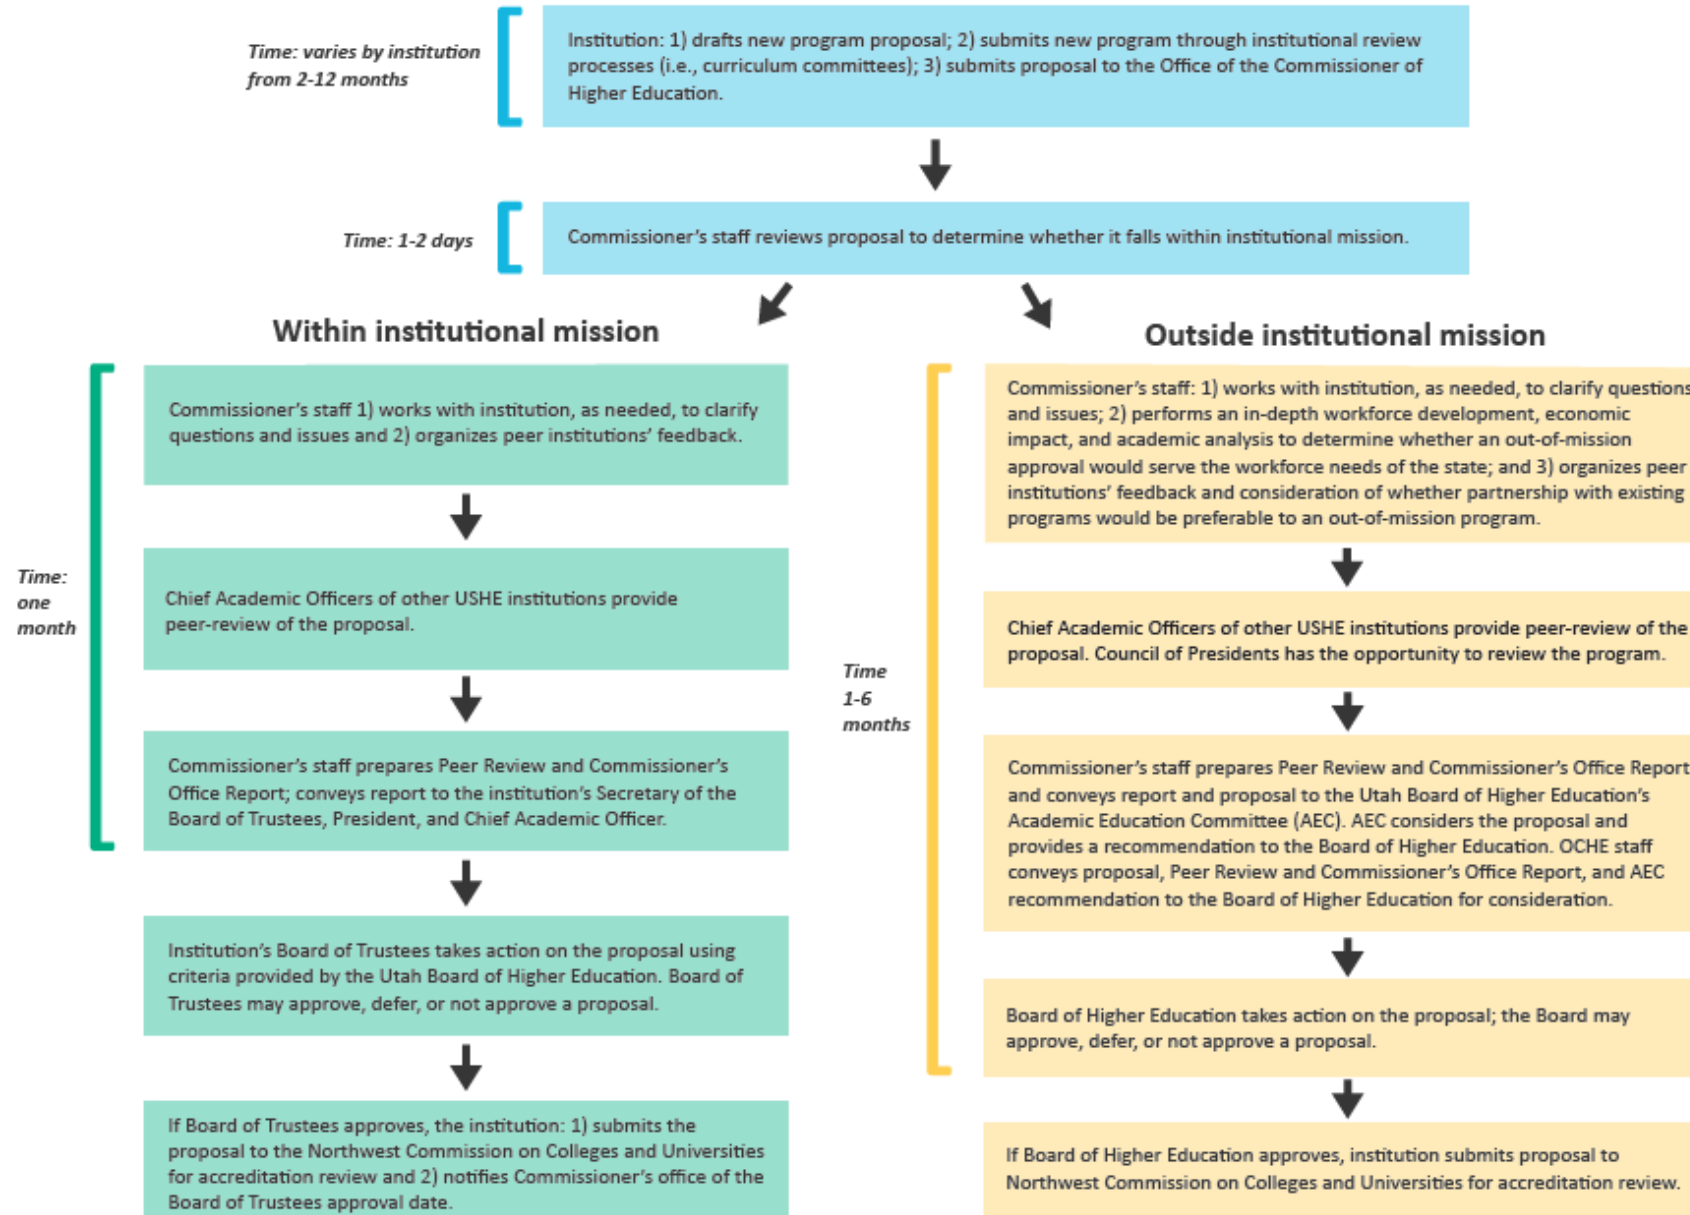 Time: varies by institution
from 2-12 months
Institution: 1) drafts new program proposal; 2) submits new program through institutional review
processes (i.e., curriculum committees); 3) submits proposal to the Office of the Commissioner of
Higher Education.
Time: 1-2 days
Commissioner's staff reviews proposal to determine whether it falls within institutional mission.
Within institutional mission
Time:
one
month
Commissioner's staff 1) works with institution, as needed, to clarify
questions and issues and 2) organizes peer institutions' feedback.
Chief Academic Officers of other USHE institutions provide
peer-review of the proposal.
Commissioner's staff prepares Peer Review and Commissioner's
Office Report; conveys report to the institution's Secretary of the
Board of Trustees, President, and Chief Academic Officer.
Institution's Board of Trustees takes action on the proposal using
criteria provided by the Utah Board of Higher Education. Board of
Trustees may approve, defer, or not approve a proposal.
If Board of Trustees approves, the institution: 1) submits the
proposal to the Northwest Commission on Colleges and Universities
for accreditation review and 2) notifies Commissioner's office of the
Board of Trustees approval date.
Outside institutional mission
Time
1-6
months
Commissioner's staff: 1) works with institution, as needed, to clarify questions
and issues; 2) performs an in-depth workforce development, economic
impact, and academic analysis to determine whether an out-of-mission
approval would serve the workforce needs of the state; and 3) organizes peer
institutions' feedback and consideration of whether partnership with existing
programs would be preferable to an out-of-mission program.
Chief Academic Officers of other USHE institutions provide peer-review of the
proposal. Council of Presidents has the opportunity to review the program.
Commissioner's staff prepares Peer Review and Commissioner's Office Report
and conveys report and proposal to the Utah Board of Higher Education's
Academic Education Committee (AEC). AEC considers the proposal and
provides a recommendation to the Board of Higher Education. OCHE staff
conveys proposal, Peer Review and Commissioner's Office Report, and AEC
recommendation to the Board of Higher Education for consideration.
Board of Higher Education takes action on the proposal; the Board may
approve, defer, or not approve a proposal.
If Board of Higher Education approves, institution submits proposal to
Northwest Commission on Colleges and Universities for accreditation review.